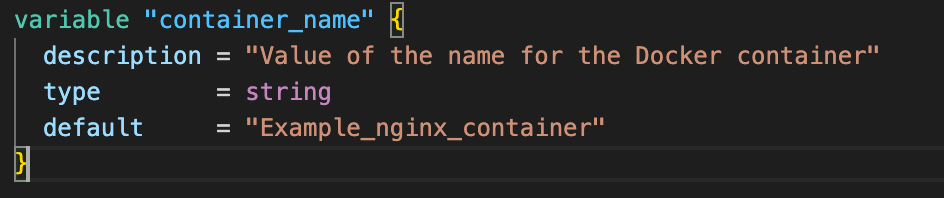 variable "container_name" {
  description = "Value of the name for the Docker container"
  type        = string
  default     = "Example_nginx_container"
}